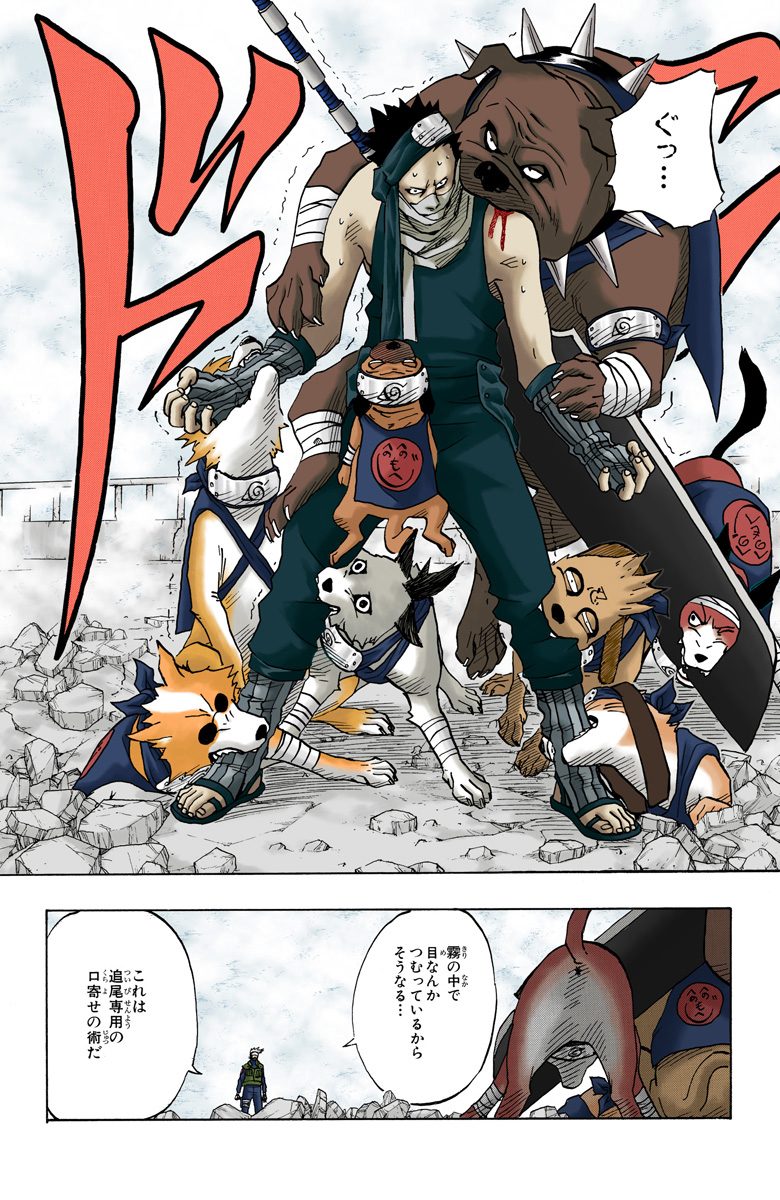 ぐっ…
ドドッ
霧の中で
目なんか
つむっているから
そうなる…
これは
追尾専用の
口寄せの術だ